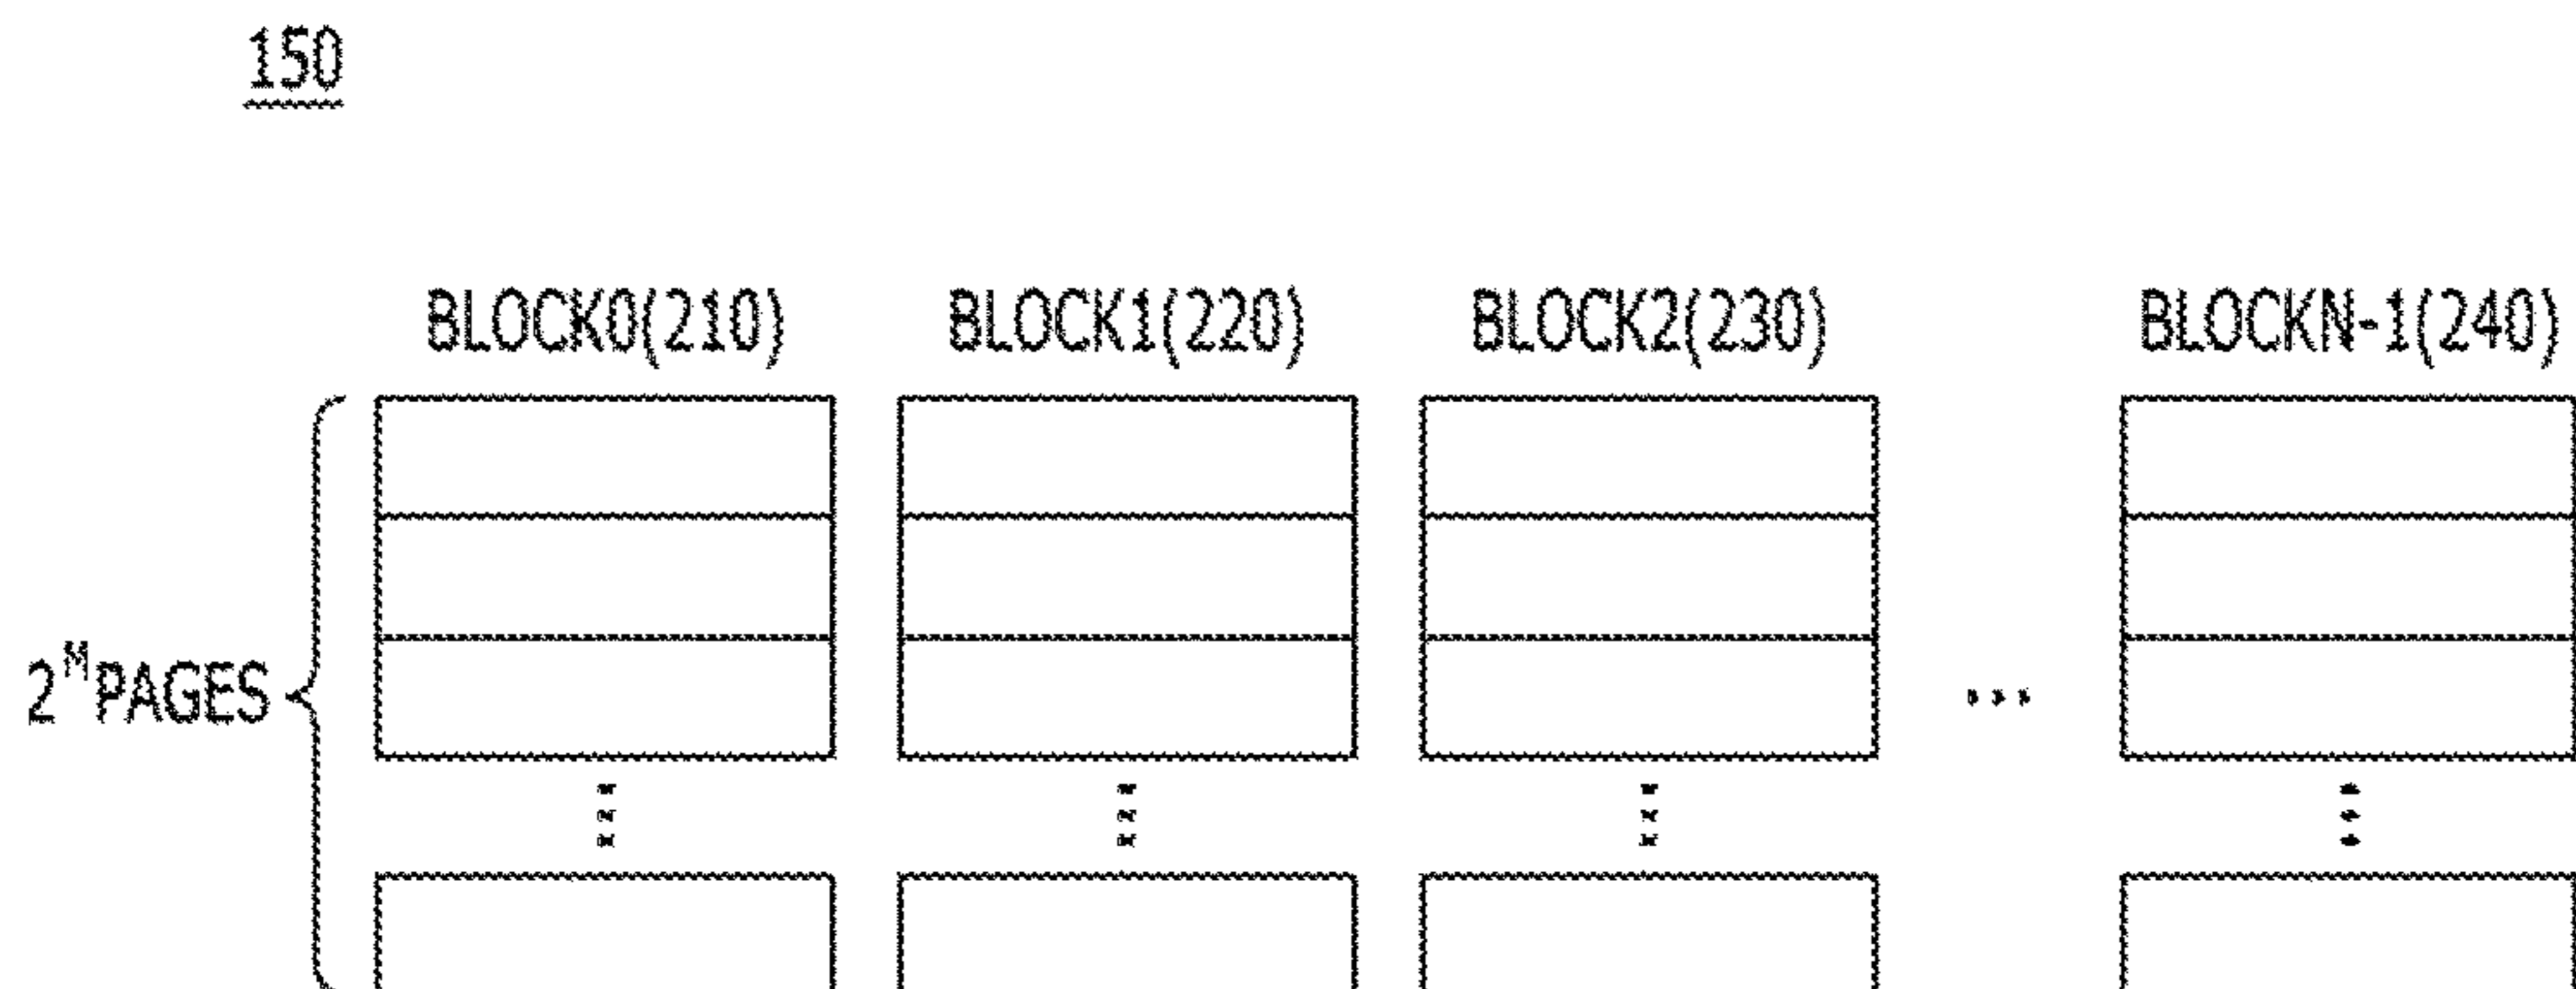 150
BLOCK0(210) BLOCK1(220) BLOCK2(230) BLOCKN-1(240)
2^M PAGES ...